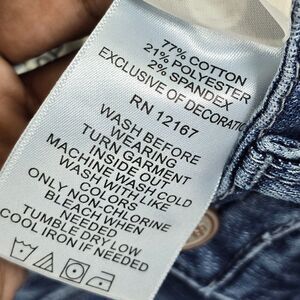 77% COTTON
21% POLYESTER
2% SPANDEX
EXCLUSIVE OF DECORATIO
RN 12167
WASH BEFORE
WEARING
TURN GARMENT
INSIDE OUT
MACHINE WASH COLD
WASH WITH LIKE
COLORS
ONLY NON-CHLORINE
BLEACH WHEN
NEEDED
TUMBLE DRY LOW
COOL IRON IF NEEDED